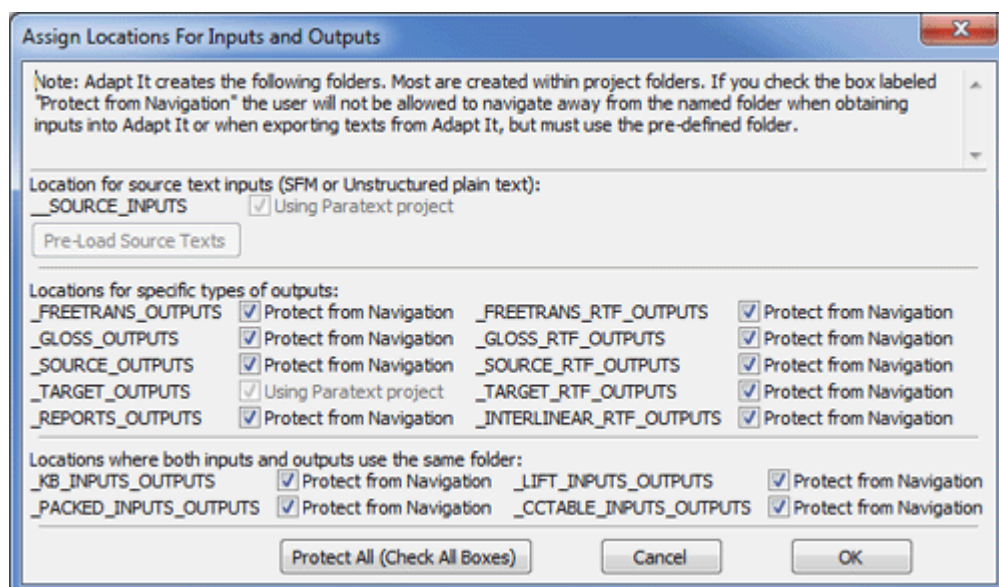 Assign Locations For Inputs and Outputs
Note: Adapt It creates the following folders. Most are created within project folders. If you check the box labeled
"Protect from Navigation" the user will not be allowed to navigate away from the named folder when obtaining
inputs into Adapt It or when exporting texts from Adapt It, but must use the pre-defined folder.
Location for source text inputs (SFM or Unstructured plain text):
__SOURCE_INPUTS Using Paratext project
Pre-Load Source Texts
Locations for specific types of outputs:
_FREETRANS_OUTPUTS Protect from Navigation _FREETRANS_RTF_OUTPUTS Protect from Navigation
_GLOSS_OUTPUTS Protect from Navigation _GLOSS_RTF_OUTPUTS Protect from Navigation
_SOURCE_OUTPUTS Protect from Navigation _SOURCE_RTF_OUTPUTS Protect from Navigation
_TARGET_OUTPUTS Using Paratext project _TARGET_RTF_OUTPUTS Protect from Navigation
_REPORTS_OUTPUTS Protect from Navigation _INTERLINEAR_RTF_OUTPUTS Protect from Navigation
Locations where both inputs and outputs use the same folder:
_KB_INPUTS_OUTPUTS Protect from Navigation _LIFT_INPUTS_OUTPUTS Protect from Navigation
_PACKED_INPUTS_OUTPUTS Protect from Navigation _CCTABLE_INPUTS_OUTPUTS Protect from Navigation
Protect All (Check All Boxes) Cancel OK